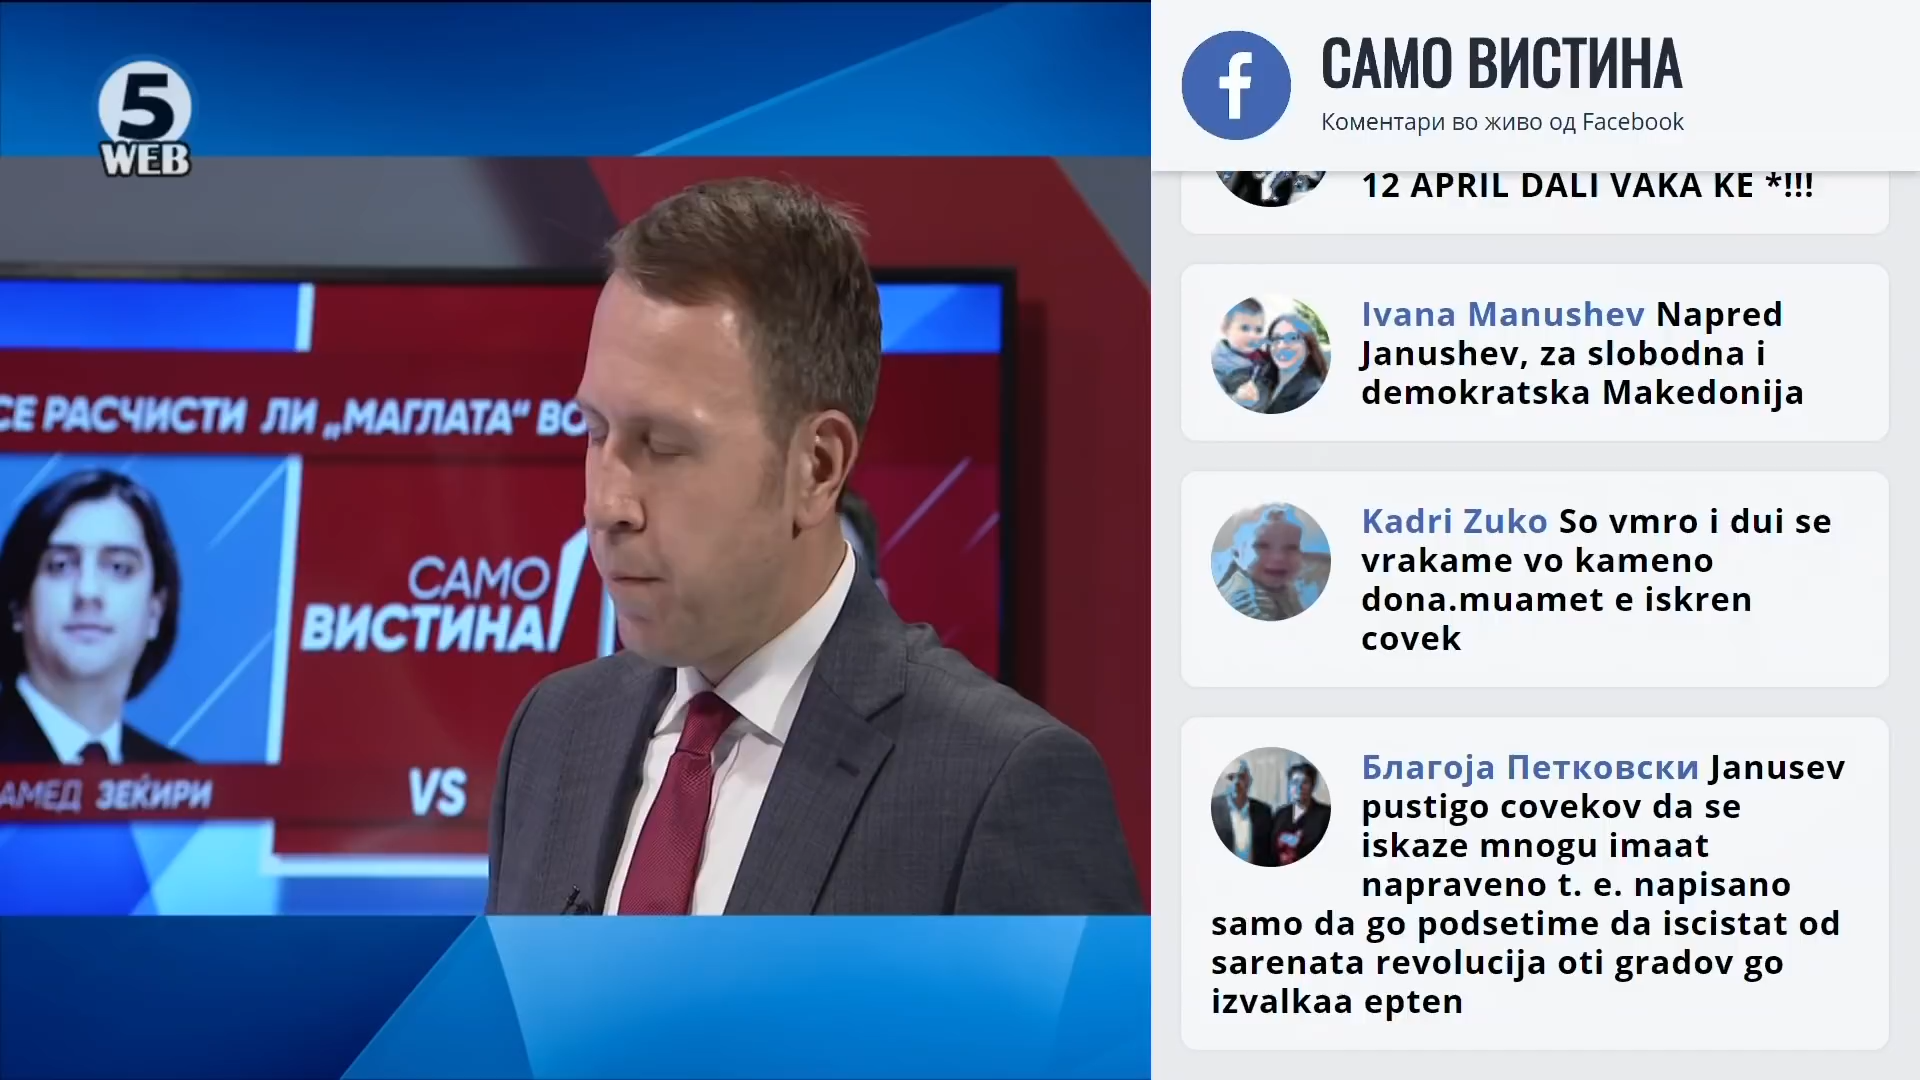 5
WEB
СЕ РАСЧИСТИ ЛИ „МАГЛАТА“ ВО
САМО
ВИСТИНА!
ЗЕЌИРИ
VS
САМО ВИСТИНА
Коментари во живо од Facebook
12 APRIL DALI VAKA KE *!!!
Ivana Manushev Napred
Janushev, za slobodna i
demokratska Makedonija
Kadri Zuko So vmro i dui se
vrakame vo kameno
dona.muamet e iskren
covek
Благоја Петковски Janusev
pustigo covekov da se
iskaze mnogu imaat
napraveno t. e. napisano
samo da go podsetime da iscistat od
sarenata revolucija oti gradov go
izvalkaa epten